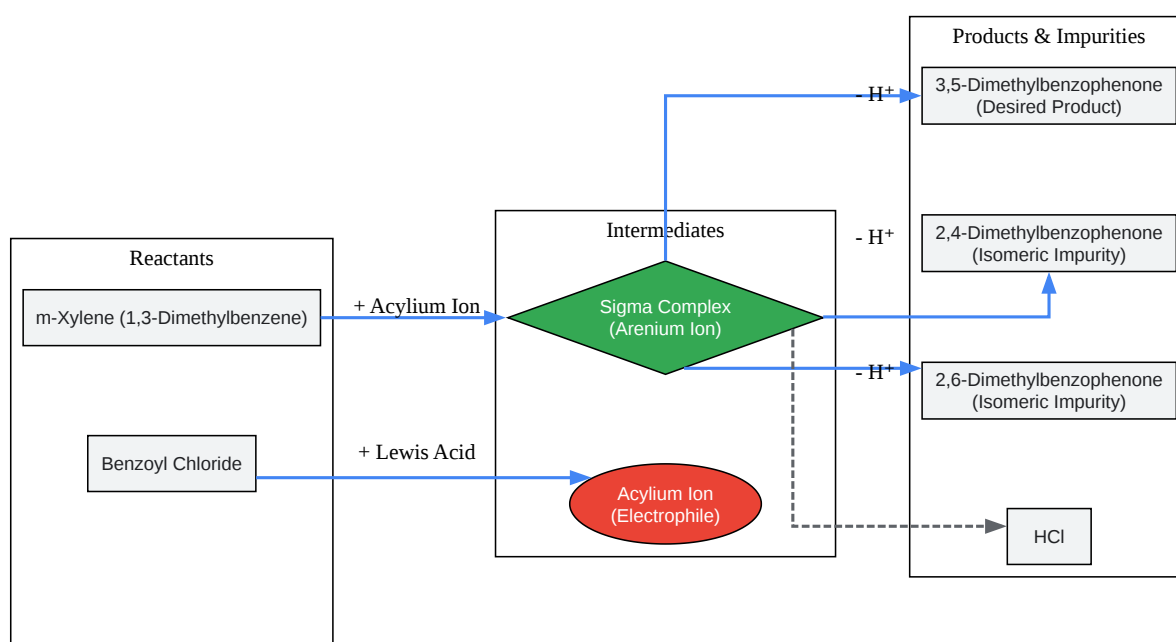 Reactants
m-Xylene (1,3-Dimethylbenzene)
Benzoyl Chloride
+ Acylium Ion
+ Lewis Acid
Intermediates
Sigma Complex
(Arenium Ion)
Acylium Ion
(Electrophile)
- H⁺
- H⁺
- H⁺
Products & Impurities
3,5-Dimethylbenzophenone
(Desired Product)
2,4-Dimethylbenzophenone
(Isomeric Impurity)
2,6-Dimethylbenzophenone
(Isomeric Impurity)
HCl